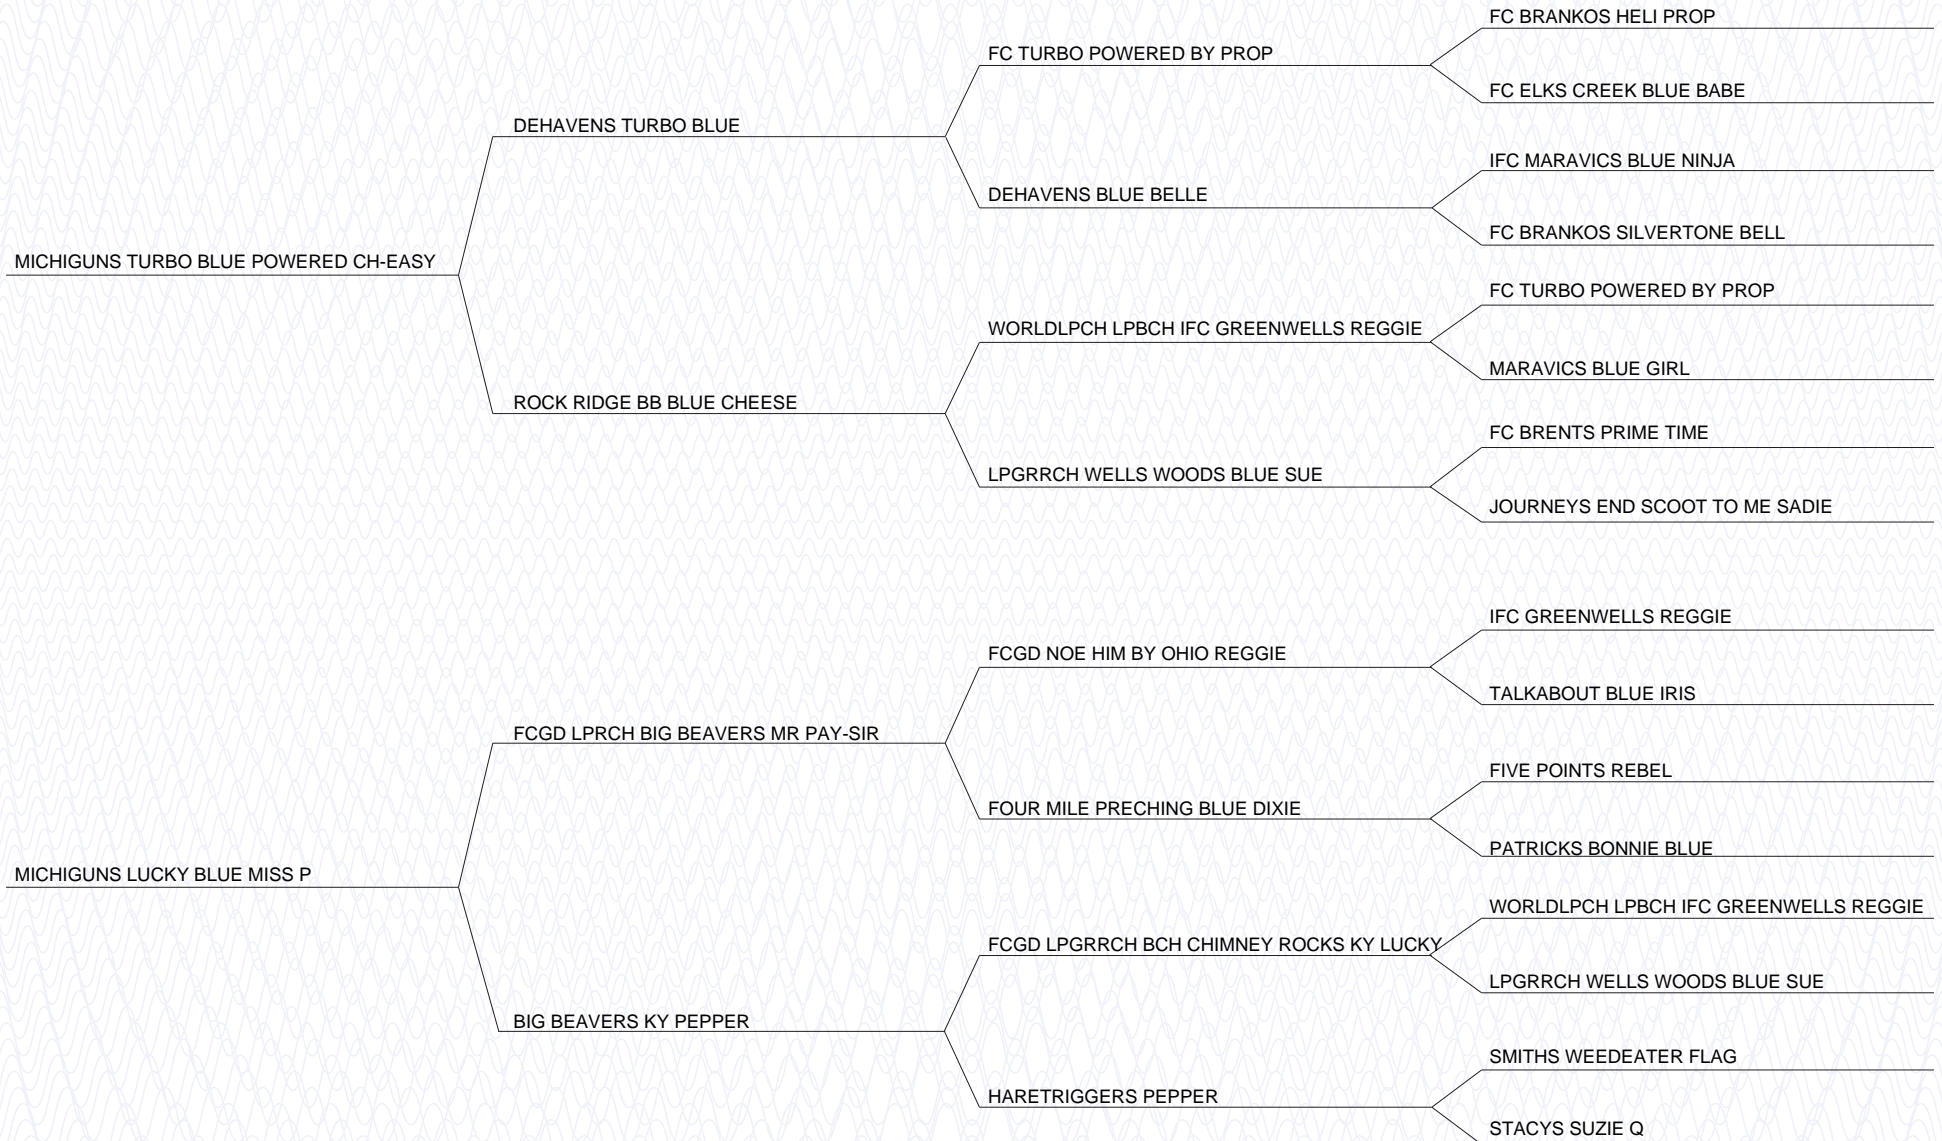 FC BRANKOS HELI PROP
FC TURBO POWERED BY PROP
FC ELKS CREEK BLUE BABE
DEHAVENS TURBO BLUE
IFC MARAVICS BLUE NINJA
DEHAVENS BLUE BELLE
FC BRANKOS SILVERTONE BELL
MICHIGUNS TURBO BLUE POWERED CH-EASY
FC TURBO POWERED BY PROP
WORLDLPCH LPBCH IFC GREENWELLS REGGIE
MARAVICS BLUE GIRL
ROCK RIDGE BB BLUE CHEESE
FC BRENTS PRIME TIME
LPGRRCH WELLS WOODS BLUE SUE
JOURNEYS END SCOOT TO ME SADIE
IFC GREENWELLS REGGIE
FCGD NOE HIM BY OHIO REGGIE
TALKABOUT BLUE IRIS
FCGD LPRCH BIG BEAVERS MR PAY-SIR
FIVE POINTS REBEL
FOUR MILE PRECHING BLUE DIXIE
PATRICKS BONNIE BLUE
MICHIGUNS LUCKY BLUE MISS P
WORLDLPCH LPBCH IFC GREENWELLS REGGIE
FCGD LPGRRCH BCH CHIMNEY ROCKS KY LUCKY
LPGRRCH WELLS WOODS BLUE SUE
BIG BEAVERS KY PEPPER
SMITHS WEEDEATER FLAG
HARETRIGGERS PEPPER
STACYS SUZIE Q